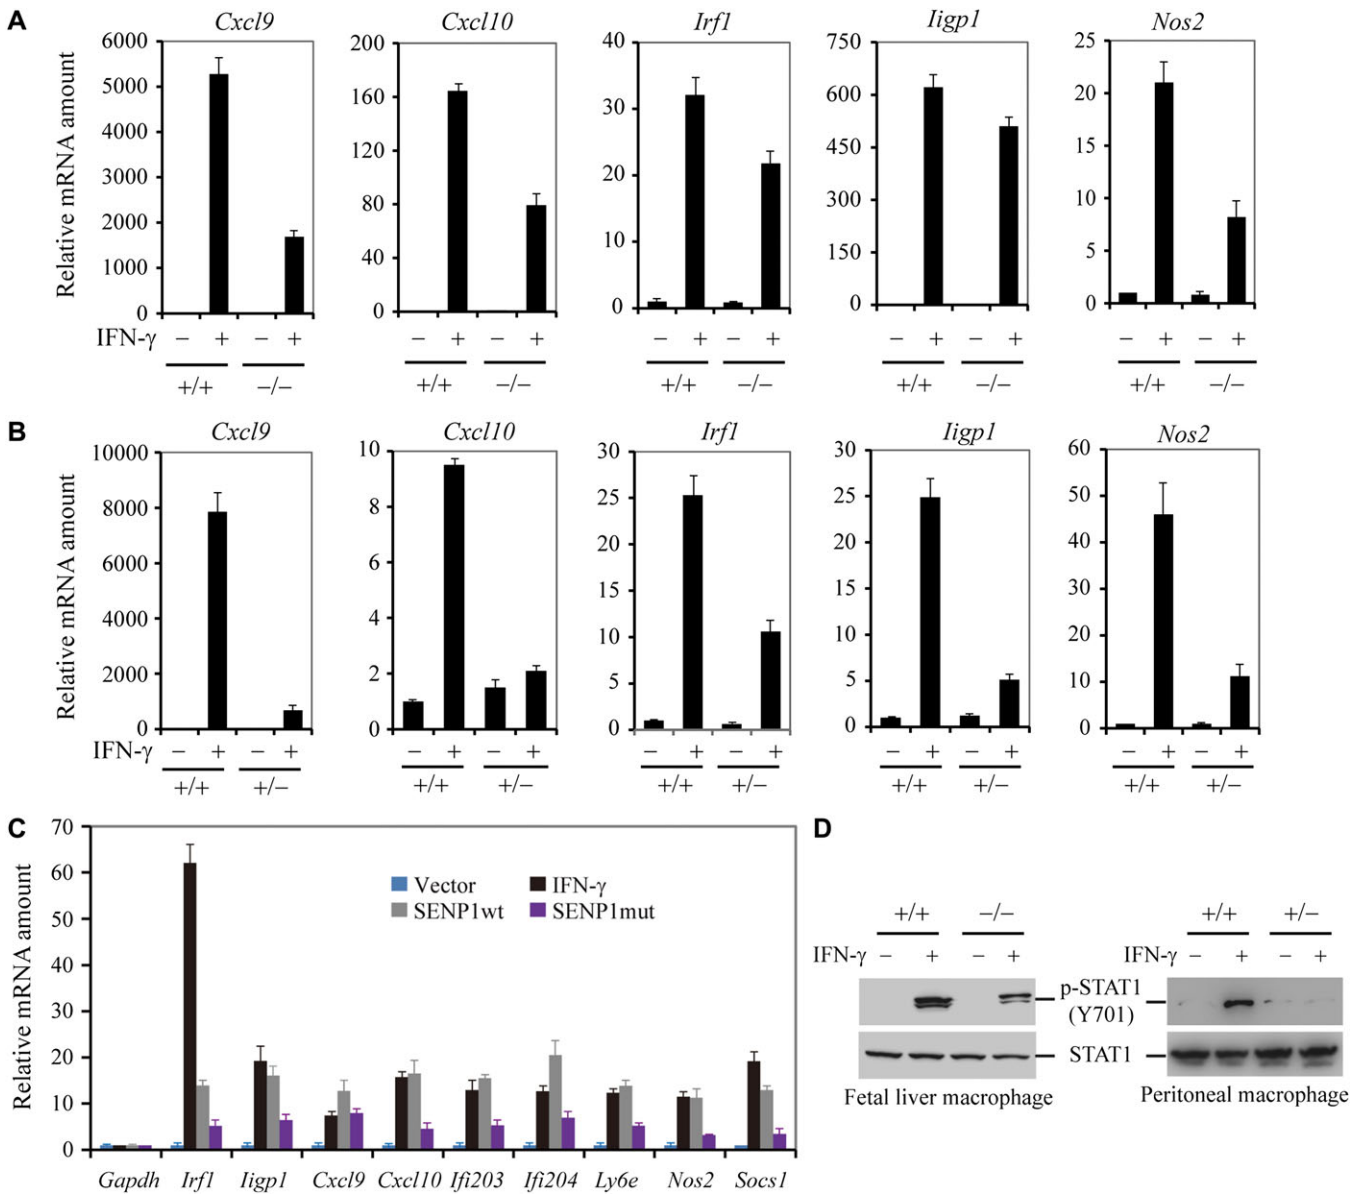 A
Cxcl9
Cxcl10
Irf1
Iigp1
Nos2
Relative mRNA amount
6000
5000
4000
3000
2000
1000
0
200
160
120
80
40
0
40
30
20
10
0
750
600
450
300
150
0
25
20
15
10
5
0
IFN-γ − + − + − + − + − + − + − + − + − + − +
+/+ −/− +/+ −/− +/+ −/− +/+ −/− +/+ −/−
B
Cxcl9
Cxcl10
Irf1
Iigp1
Nos2
Relative mRNA amount
10000
8000
6000
4000
2000
0
10
8
6
4
2
0
30
25
20
15
10
5
0
30
25
20
15
10
5
0
60
50
40
30
20
10
0
IFN-γ − + − + − + − + − + − + − + − + − + − +
+/+ +/− +/+ +/− +/+ +/− +/+ +/− +/+ +/−
C
Relative mRNA amount
70
60
50
40
30
20
10
0
Vector
IFN-γ
SENP1wt
SENP1mut
Gapdh Irf1 Iigp1 Cxcl9 Cxcl10 Ifi203 Ifi204 Ly6e Nos2 Socs1
D
+/+ −/−
IFN-γ − + − +
+/+ +/−
IFN-γ − + − +
p-STAT1
(Y701)
STAT1
Fetal liver macrophage
Peritoneal macrophage